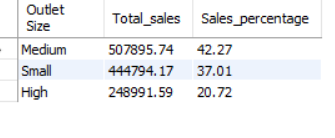 Outlet
Size Total_sales Sales_percentage
Medium 507895.74 42.27
Small 444794.17 37.01
High 248991.59 20.72